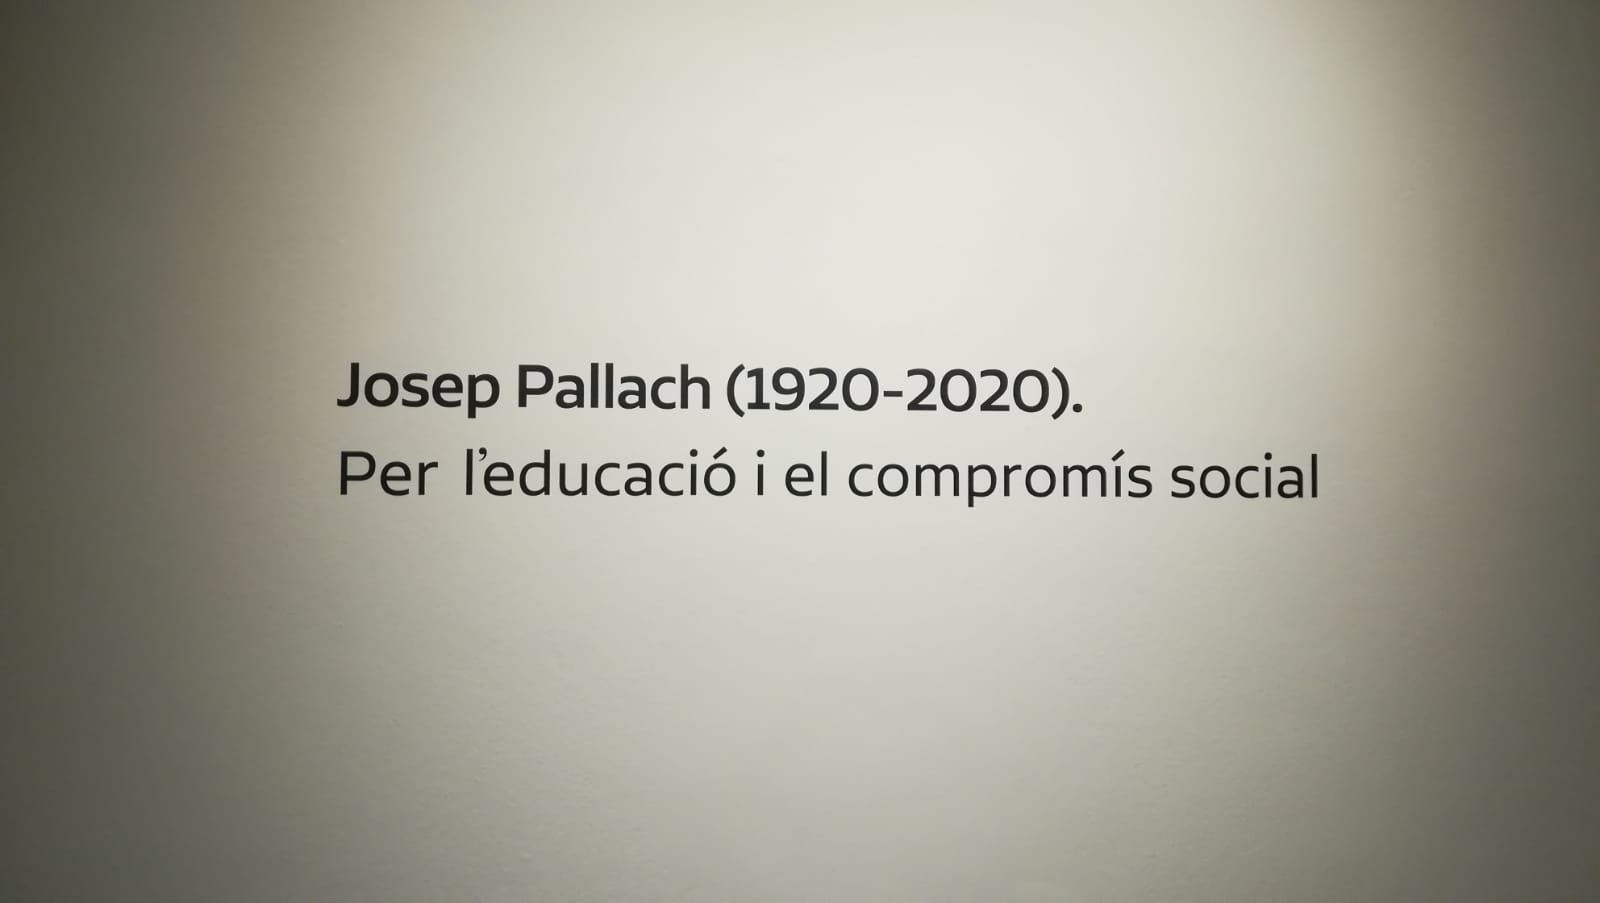 Josep Pallach (1920-2020).
Per l'educació i el compromís social